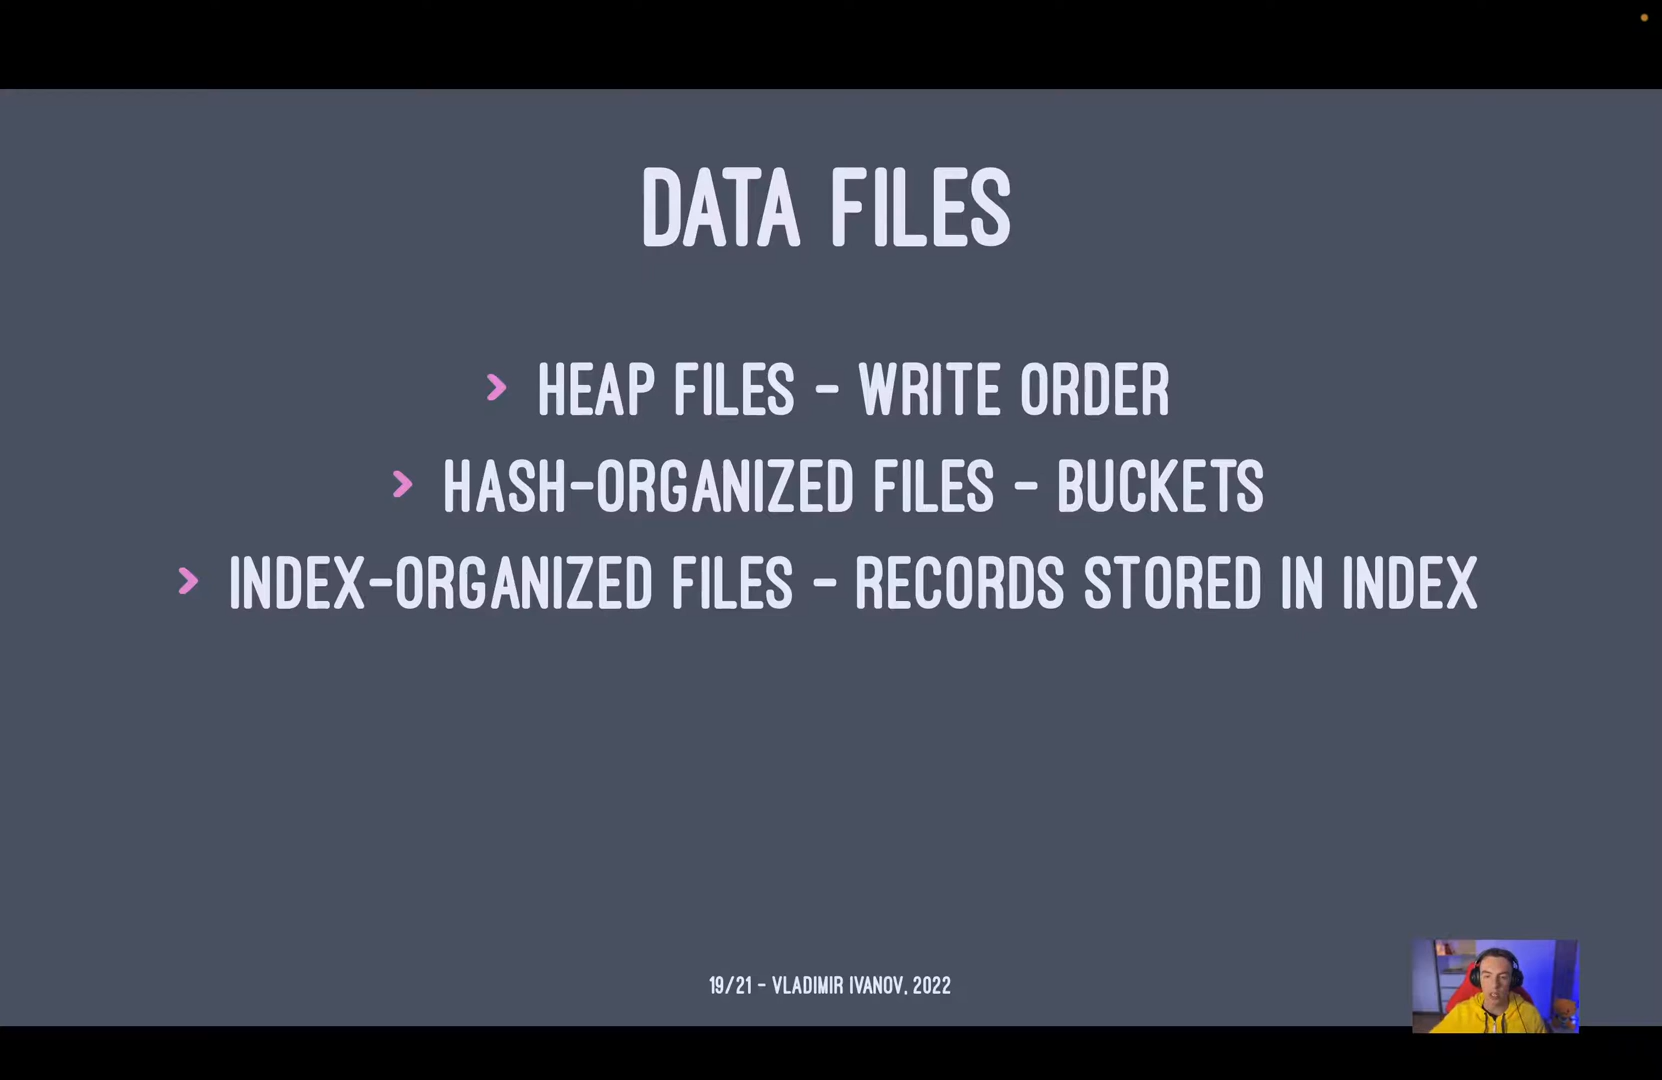 DATA FILES
> HEAP FILES - WRITE ORDER
> HASH-ORGANIZED FILES - BUCKETS
> INDEX-ORGANIZED FILES - RECORDS STORED IN INDEX
19/21 - VLADIMIR IVANOV, 2022